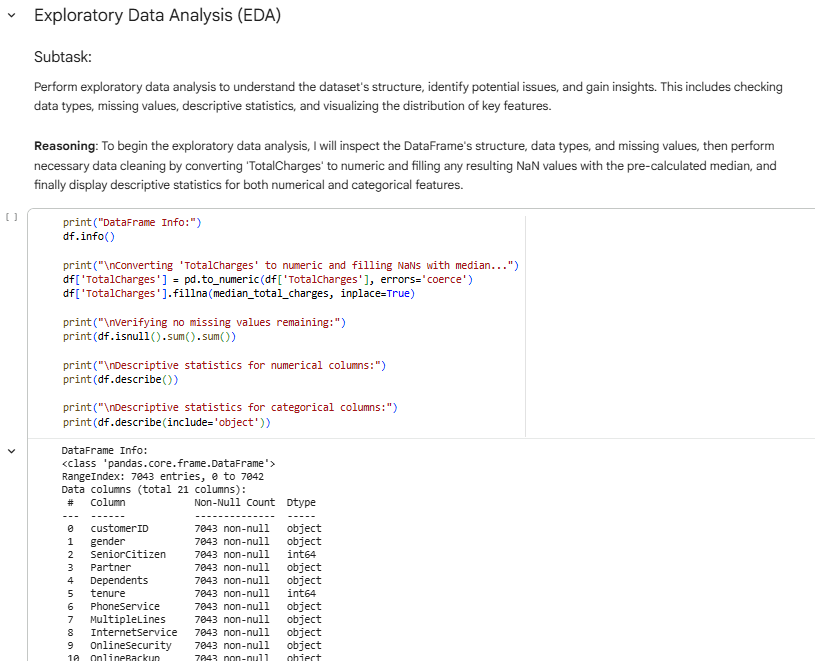 Exploratory Data Analysis (EDA)
Subtask:
Perform exploratory data analysis to understand the dataset's structure, identify potential issues, and gain insights. This includes checking
data types, missing values, descriptive statistics, and visualizing the distribution of key features.
Reasoning: To begin the exploratory data analysis, I will inspect the DataFrame's structure, data types, and missing values, then perform
necessary data cleaning by converting 'TotalCharges' to numeric and filling any resulting NaN values with the pre-calculated median, and
finally display descriptive statistics for both numerical and categorical features.
[ ]
print("DataFrame Info:")
df.info()
print("\nConverting 'TotalCharges' to numeric and filling NaNs with median...")
df['TotalCharges'] = pd.to_numeric(df['TotalCharges'], errors='coerce')
df['TotalCharges'].fillna(median_total_charges, inplace=True)
print("\nVerifying no missing values remaining:")
print(df.isnull().sum().sum())
print("\nDescriptive statistics for numerical columns:")
print(df.describe())
print("\nDescriptive statistics for categorical columns:")
print(df.describe(include='object'))
DataFrame Info:
<class 'pandas.core.frame.DataFrame'>
RangeIndex: 7043 entries, 0 to 7042
Data columns (total 21 columns):
 #   Column            Non-Null Count  Dtype
---  ------            --------------  -----
 0   customerID        7043 non-null   object
 1   gender            7043 non-null   object
 2   SeniorCitizen     7043 non-null   int64
 3   Partner           7043 non-null   object
 4   Dependents        7043 non-null   object
 5   tenure            7043 non-null   int64
 6   PhoneService      7043 non-null   object
 7   MultipleLines     7043 non-null   object
 8   InternetService   7043 non-null   object
 9   OnlineSecurity    7043 non-null   object
 10  OnlineBackup      7043 non-null   object